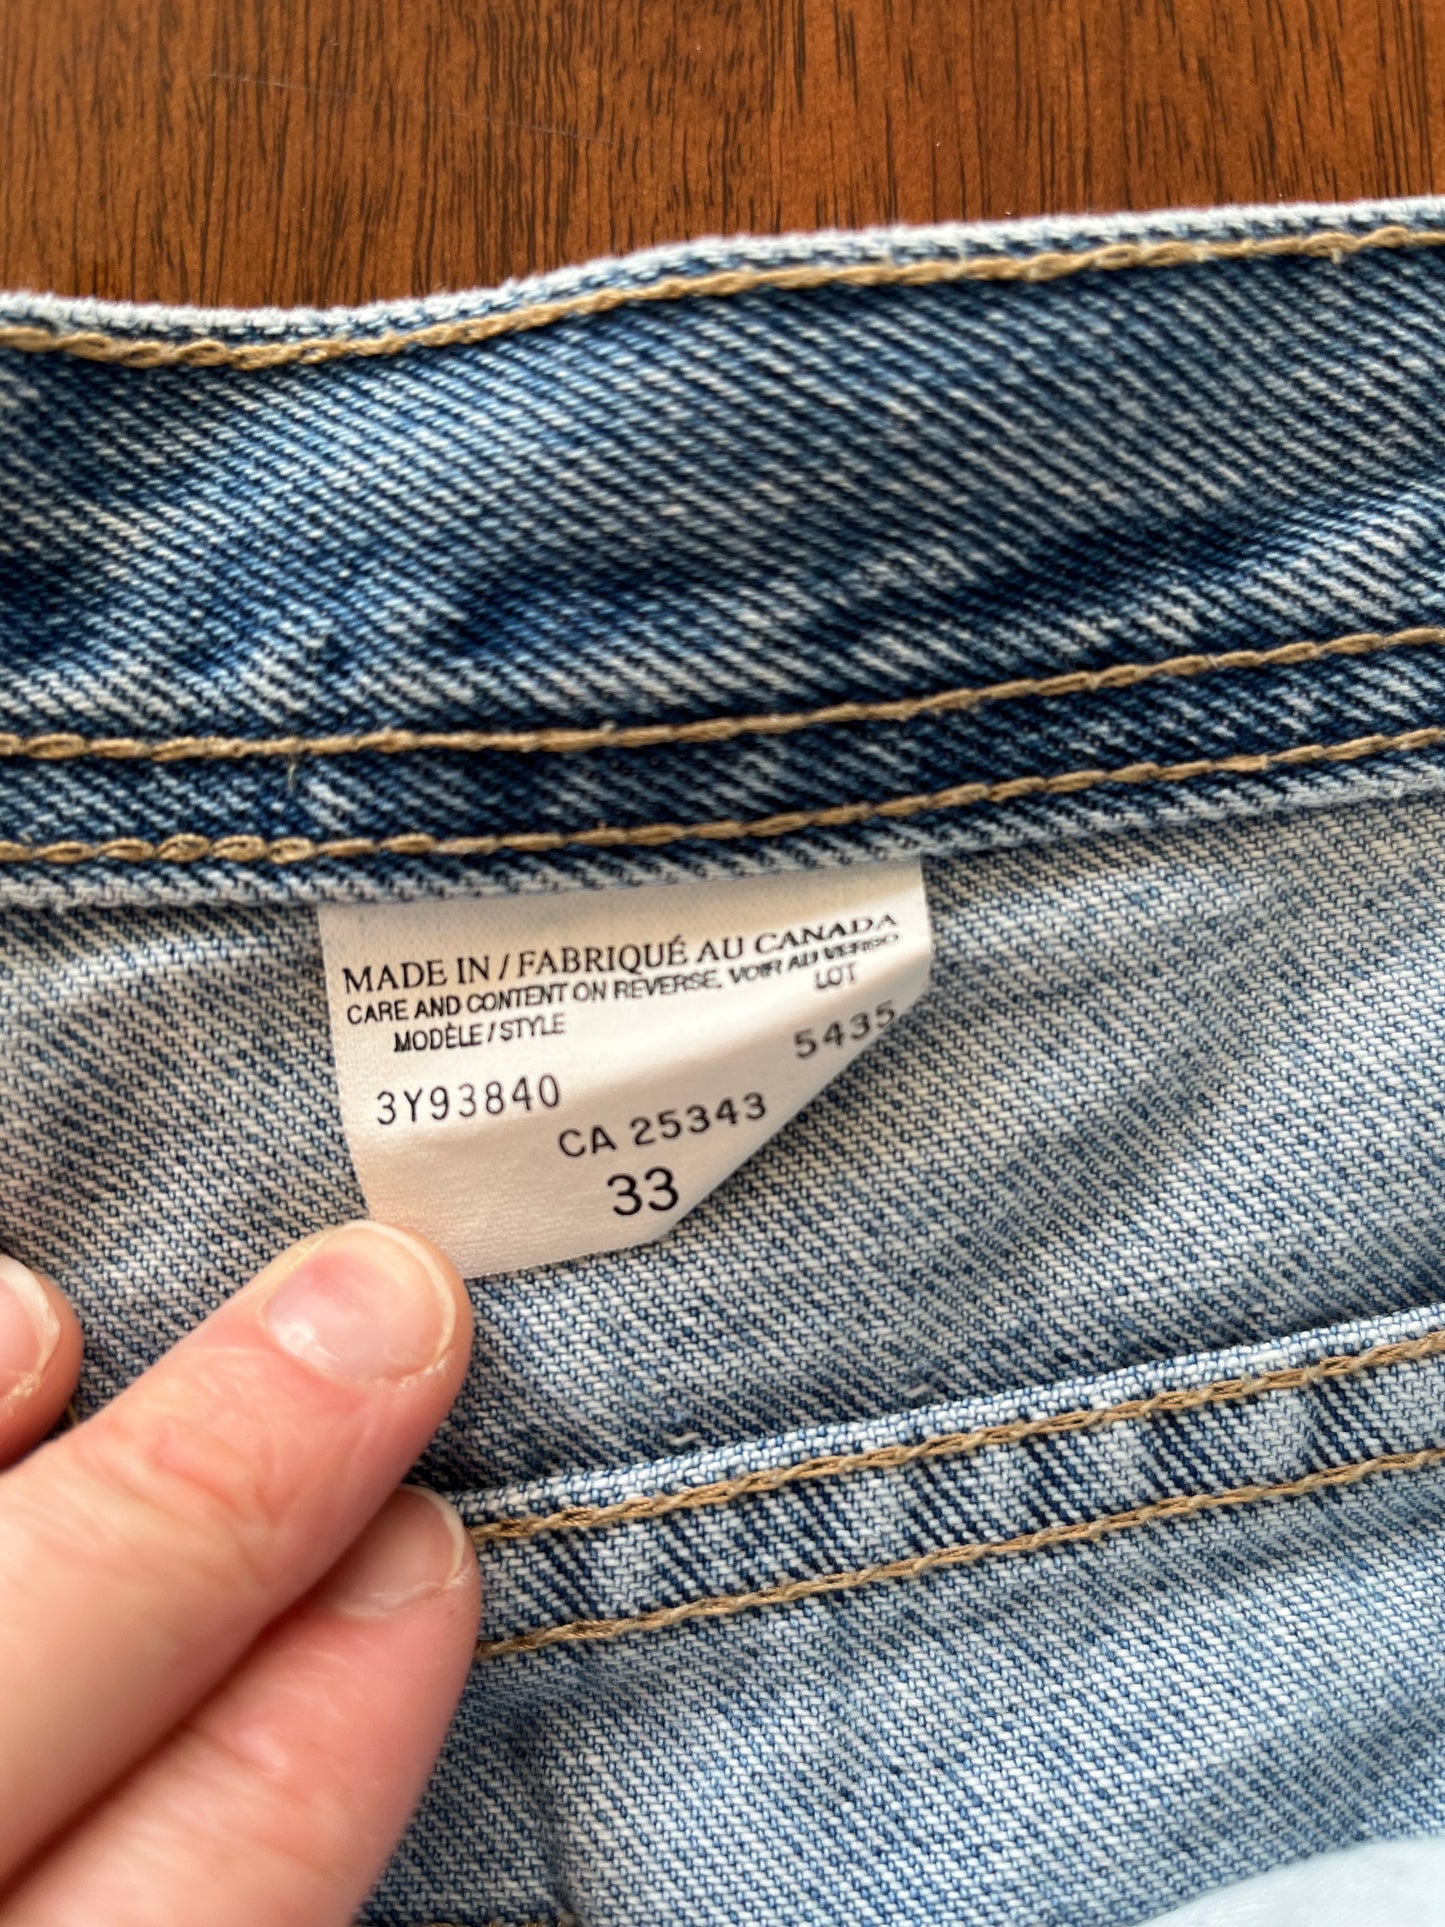 MADE IN / FABRIQUÉ AU CANADA
CARE AND CONTENT ON REVERSE. VOIR AU VERSO
MODÈLE / STYLE LOT
3Y93840 5435
CA 25343
33